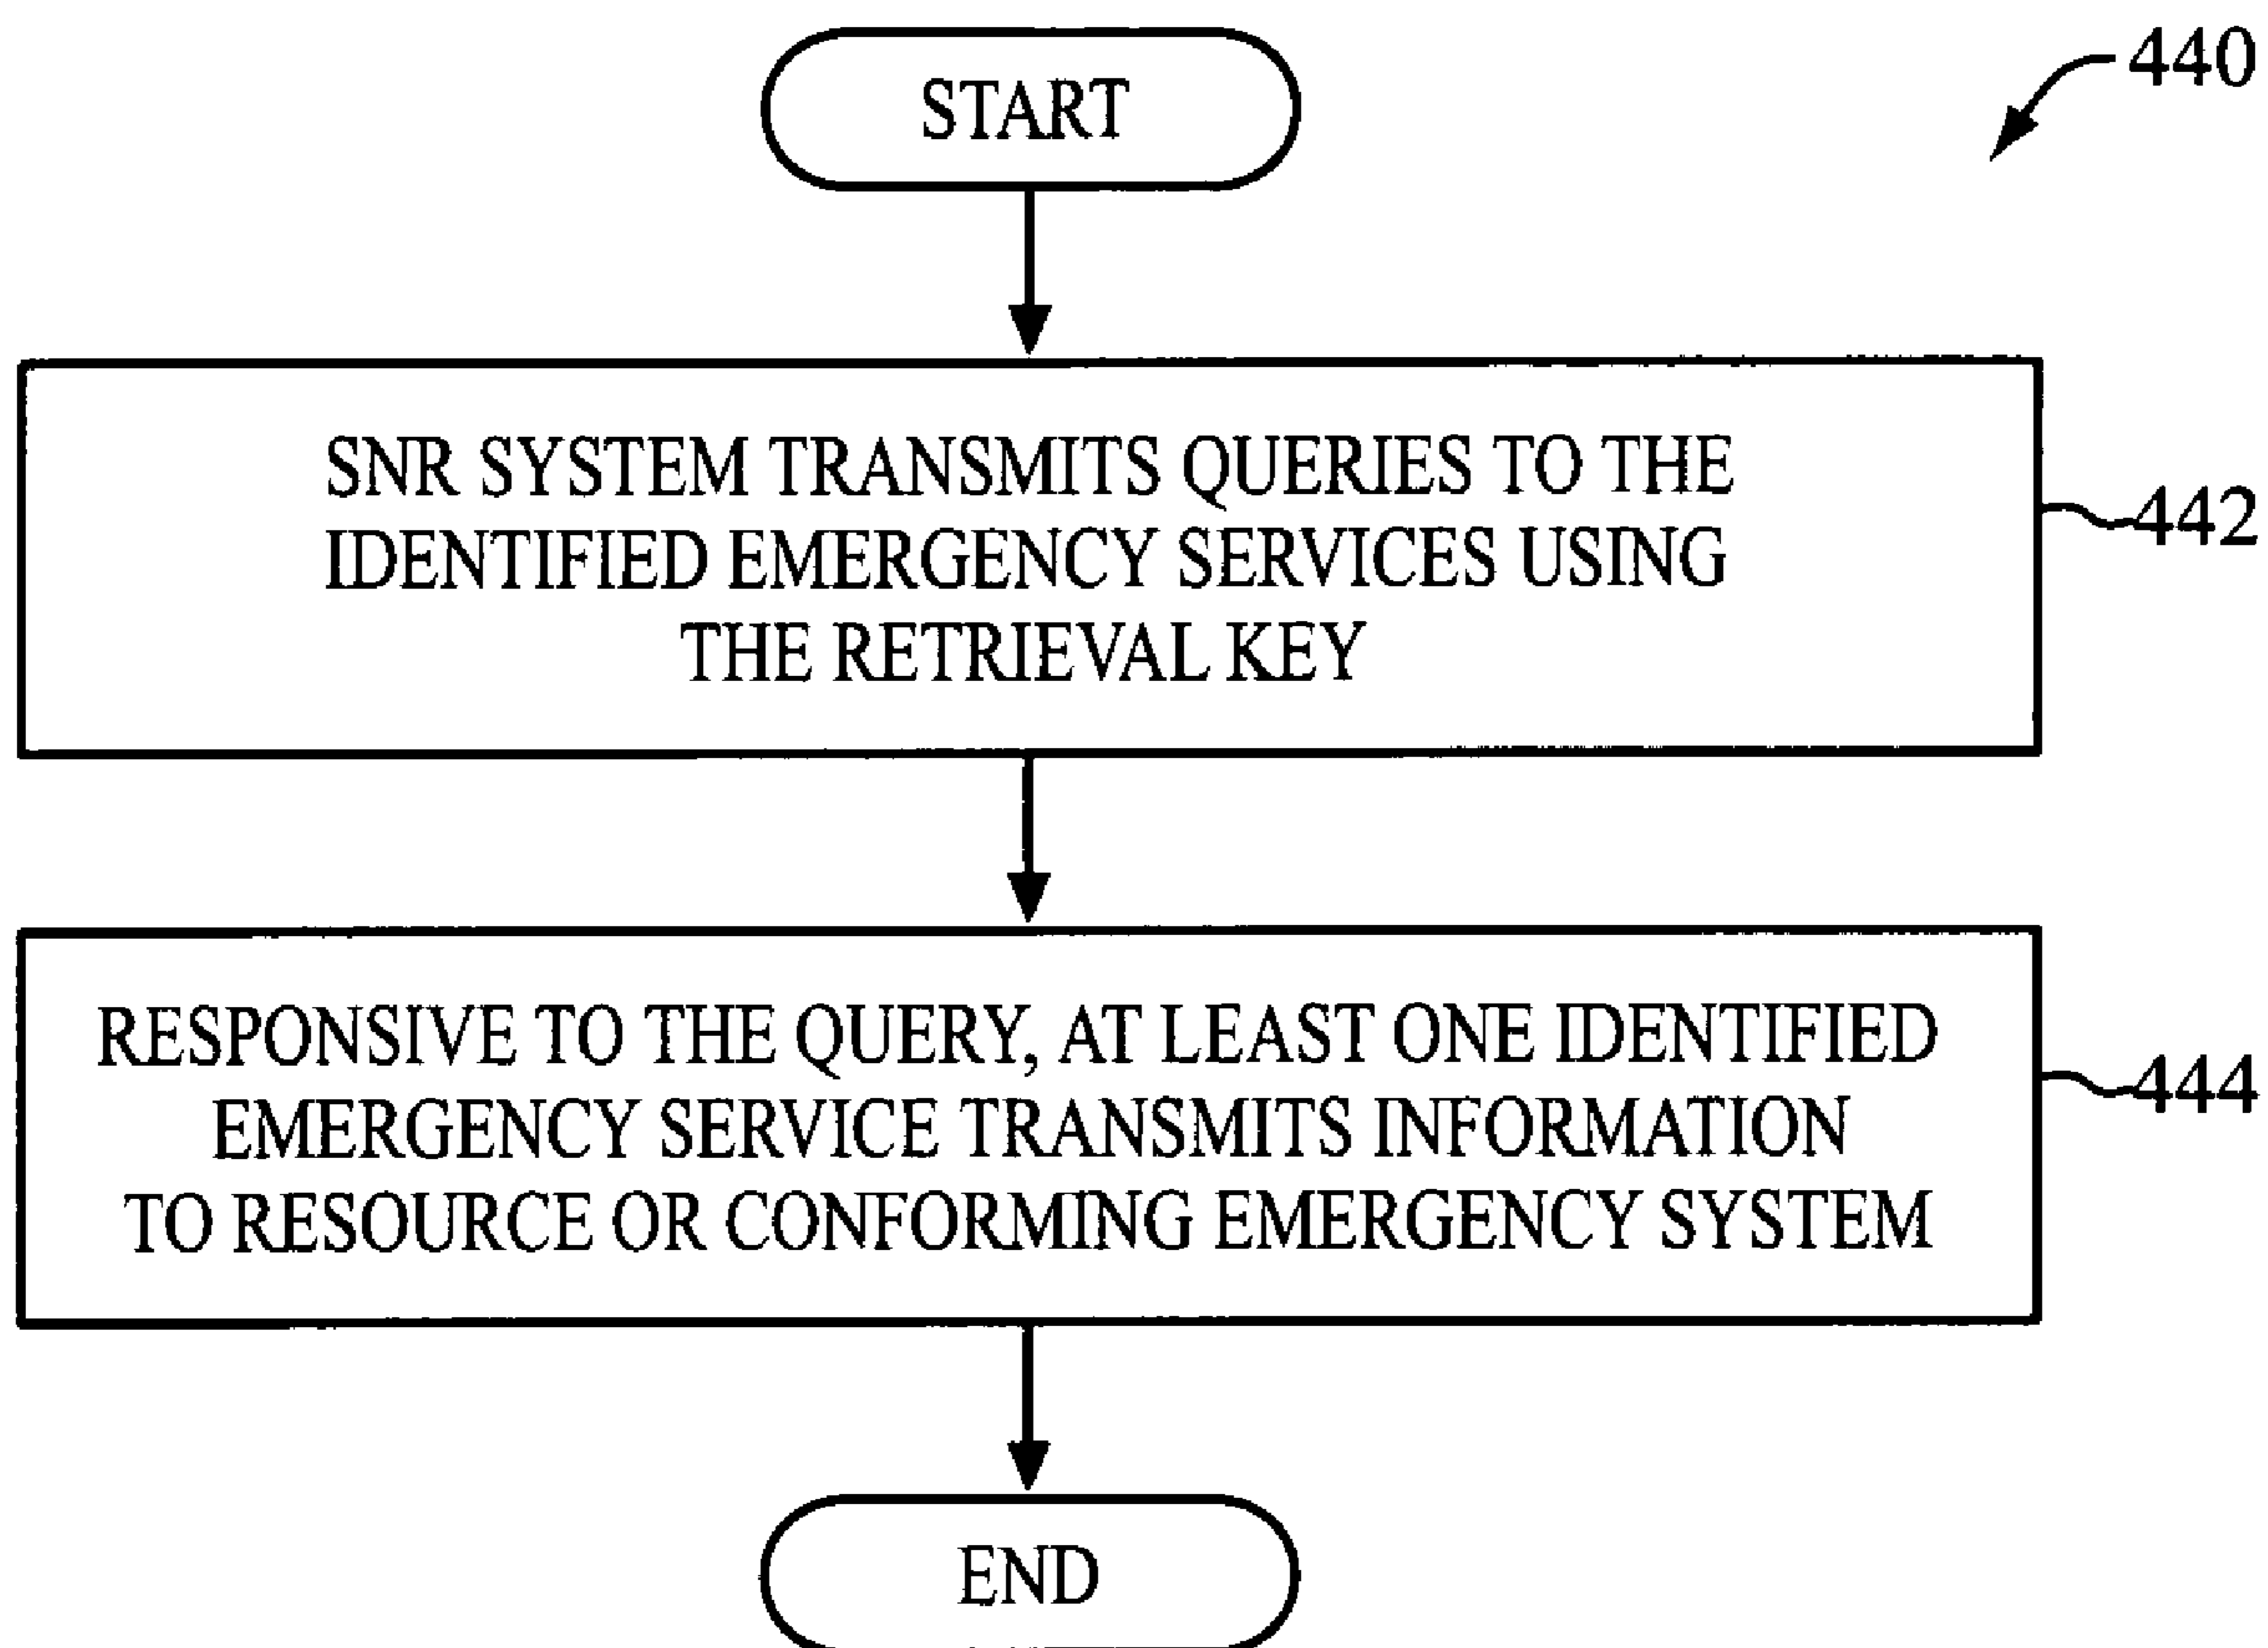 START
440
SNR SYSTEM TRANSMITS QUERIES TO THE
IDENTIFIED EMERGENCY SERVICES USING
THE RETRIEVAL KEY
442
RESPONSIVE TO THE QUERY, AT LEAST ONE IDENTIFIED
EMERGENCY SERVICE TRANSMITS INFORMATION
TO RESOURCE OR CONFORMING EMERGENCY SYSTEM
444
END